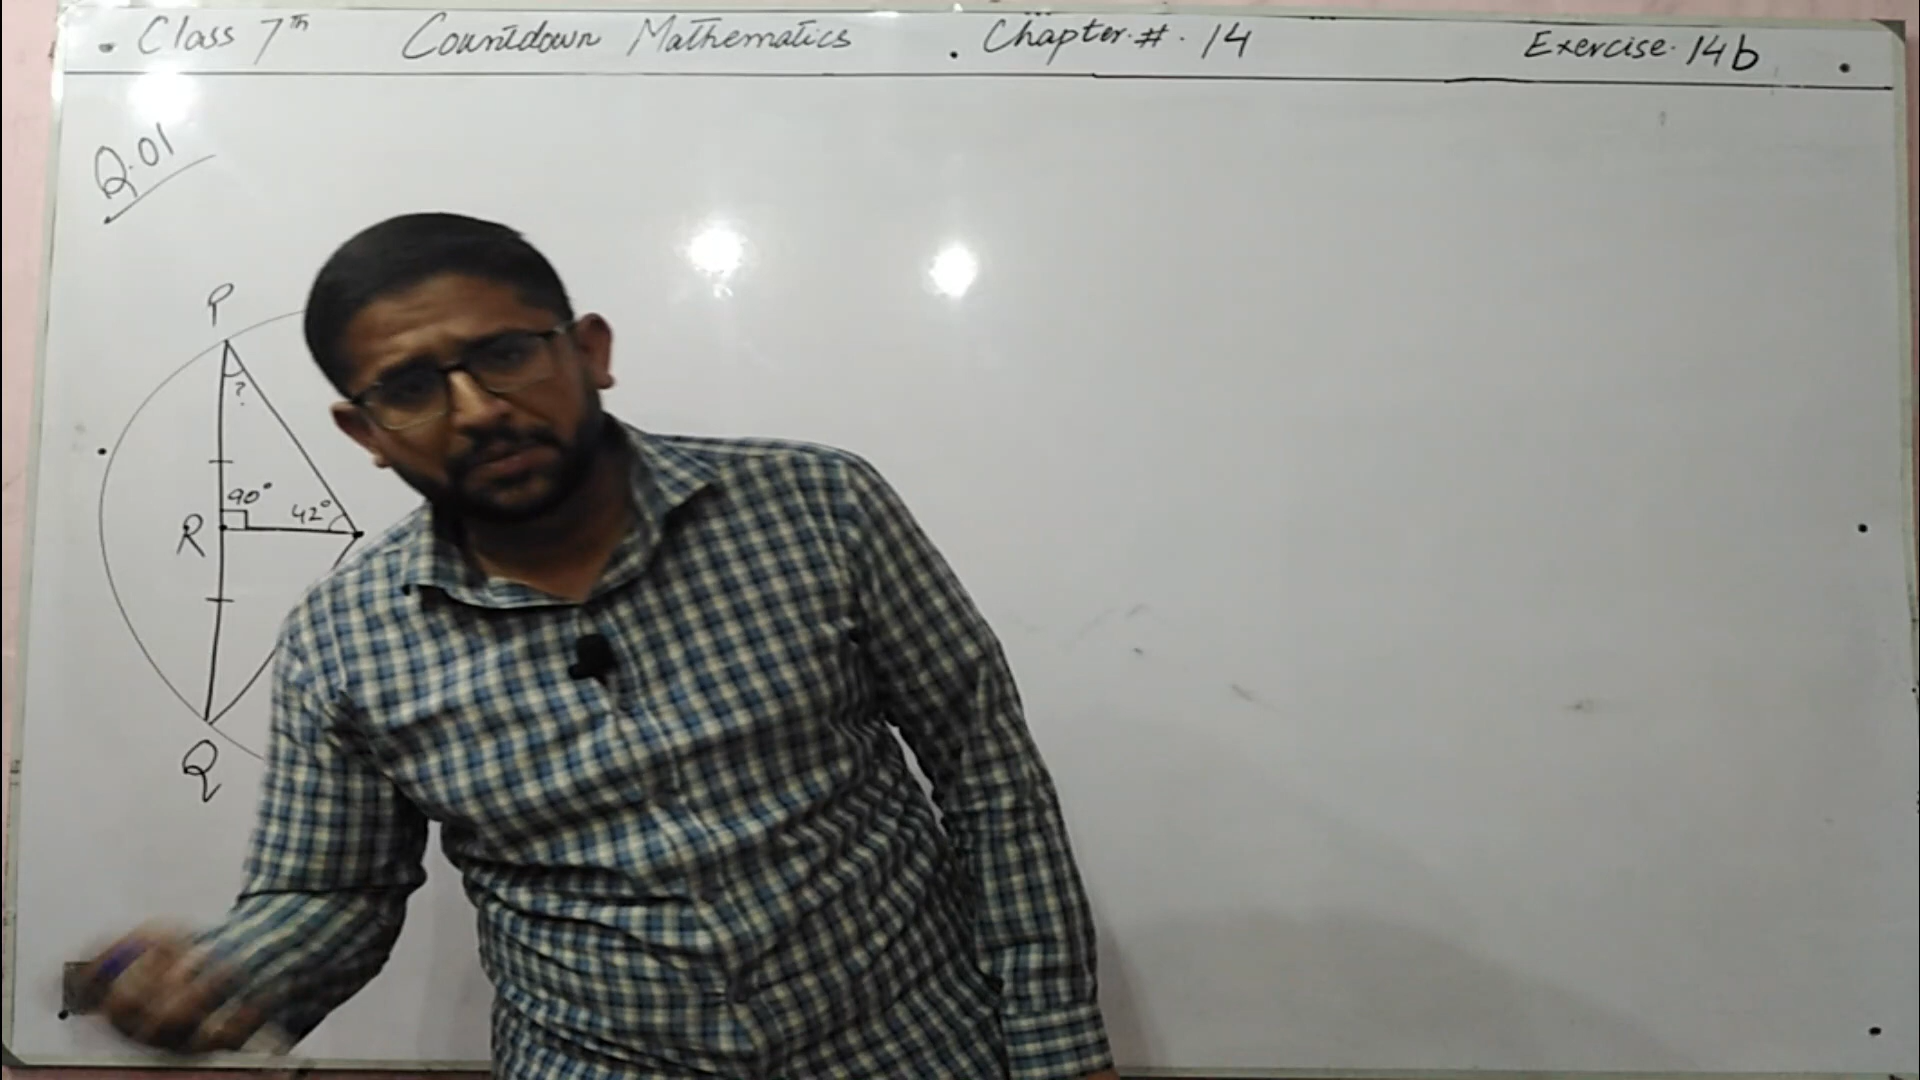 . Class 7th Countdown Mathematics . Chapter.#. 14 Exercise. 14b .
Q.01
P
?
90°
42°
R
Q